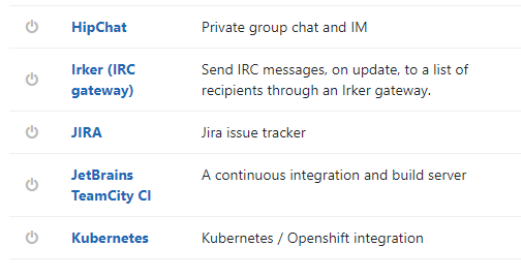 HipChat Private group chat and IM
Irker (IRC gateway) Send IRC messages, on update, to a list of
recipients through an Irker gateway.
JIRA Jira issue tracker
JetBrains TeamCity CI A continuous integration and build server
Kubernetes Kubernetes / Openshift integration